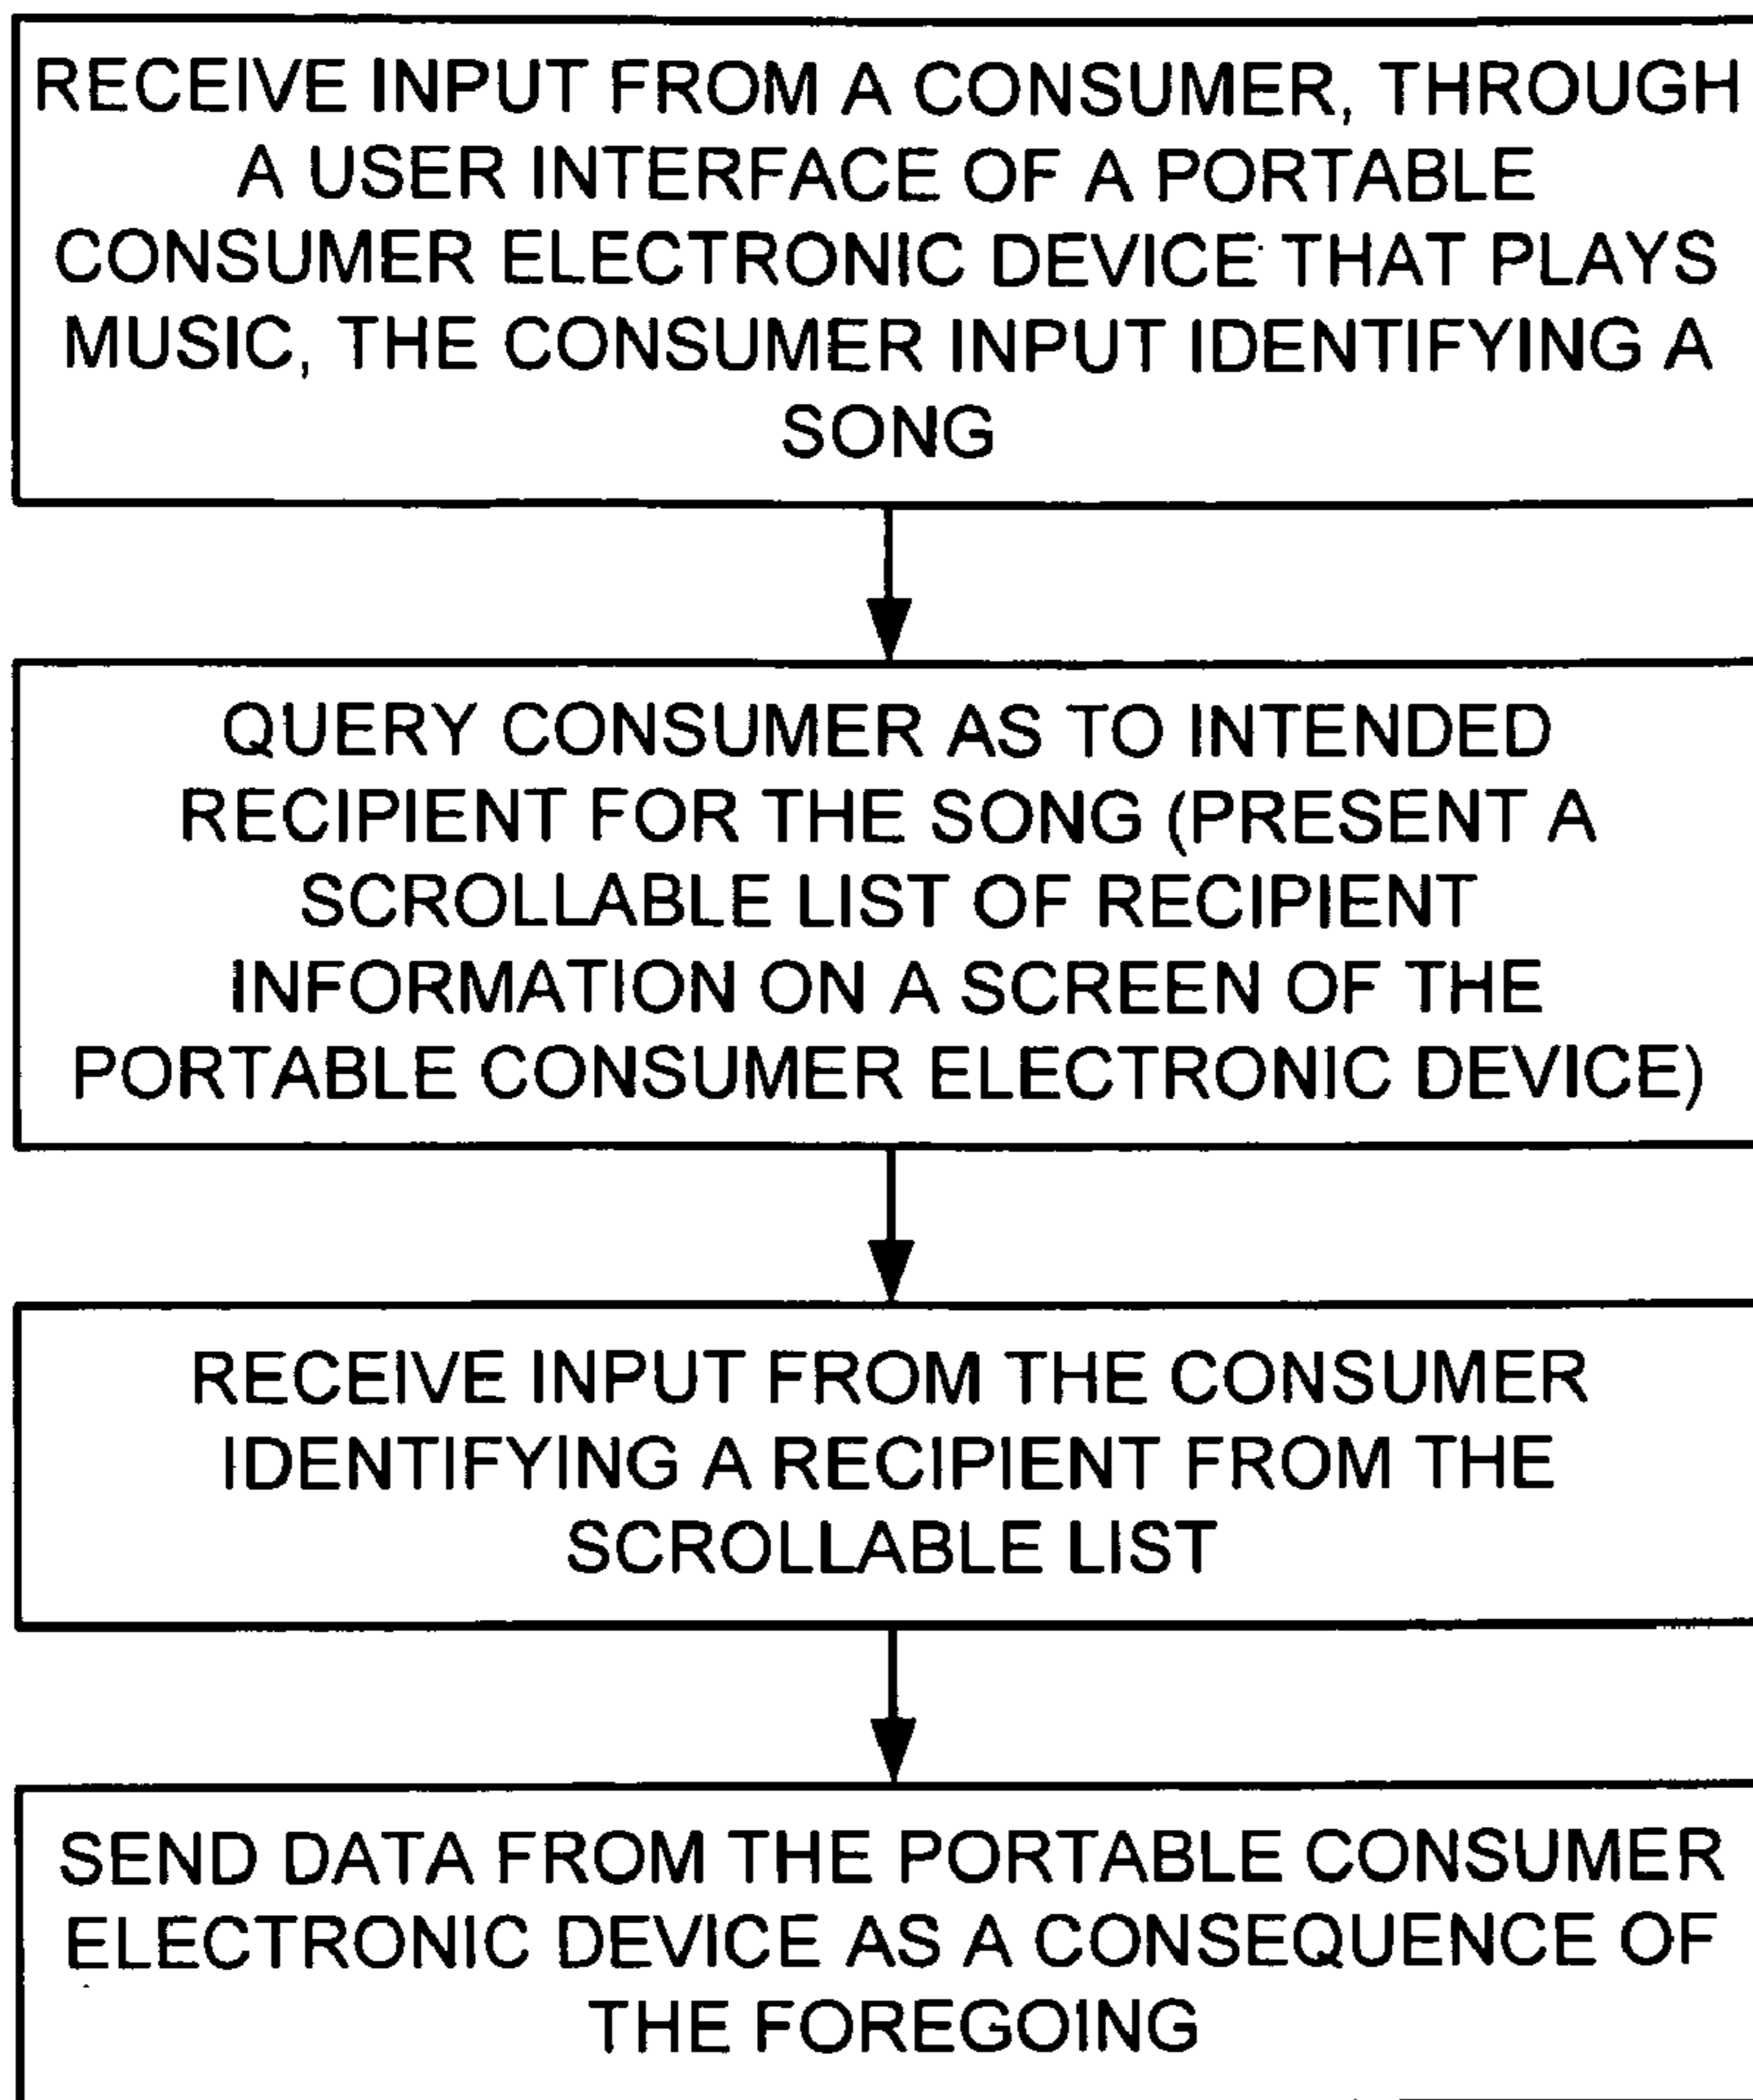 RECEIVE INPUT FROM A CONSUMER, THROUGH
A USER INTERFACE OF A PORTABLE
CONSUMER ELECTRONIC DEVICE THAT PLAYS
MUSIC, THE CONSUMER INPUT IDENTIFYING A
SONG
QUERY CONSUMER AS TO INTENDED
RECIPIENT FOR THE SONG (PRESENT A
SCROLLABLE LIST OF RECIPIENT
INFORMATION ON A SCREEN OF THE
PORTABLE CONSUMER ELECTRONIC DEVICE)
RECEIVE INPUT FROM THE CONSUMER
IDENTIFYING A RECIPIENT FROM THE
SCROLLABLE LIST
SEND DATA FROM THE PORTABLE CONSUMER
ELECTRONIC DEVICE AS A CONSEQUENCE OF
THE FOREGOING